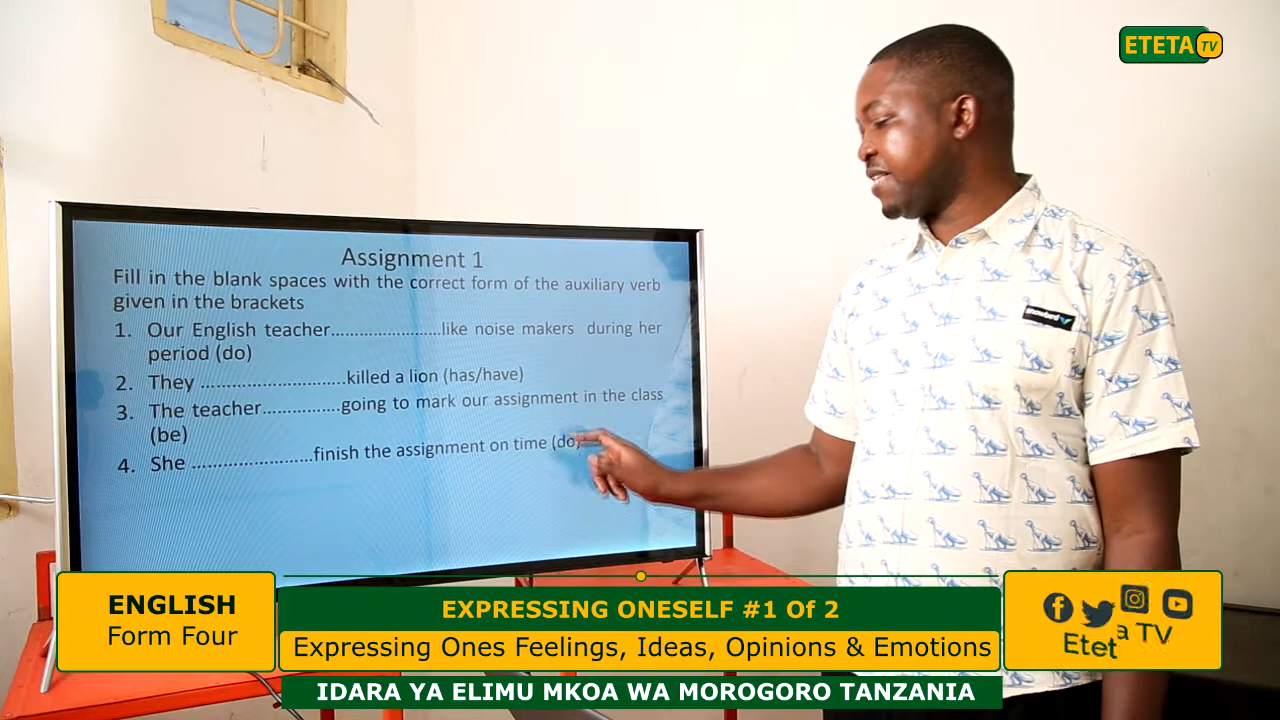 ETETA TV
Assignment 1
Fill in the blank spaces with the correct form of the auxiliary verb
given in the brackets
1. Our English teacher......................like noise makers during her
period (do)
2. They .............................killed a lion (has/have)
3. The teacher................going to mark our assignment in the class
(be)
4. She ........................finish the assignment on time (do)
snowbird
ENGLISH
Form Four
EXPRESSING ONESELF #1 Of 2
Expressing Ones Feelings, Ideas, Opinions & Emotions
Eteta TV
IDARA YA ELIMU MKOA WA MOROGORO TANZANIA